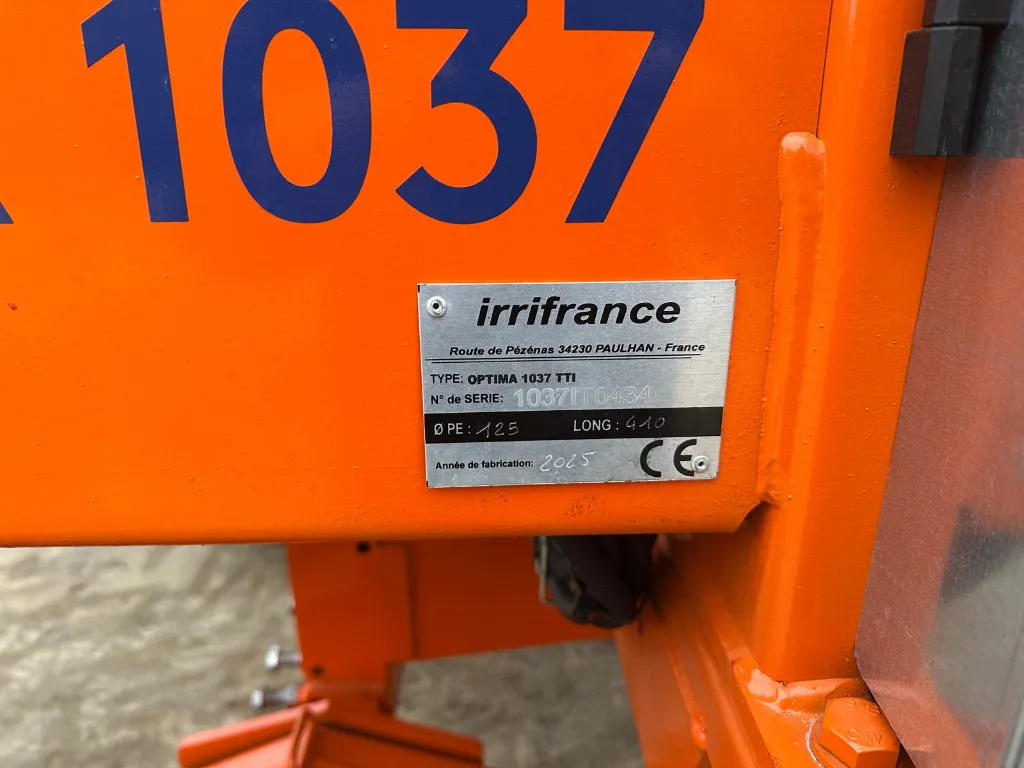 1037
irrifrance
Route de Pézénas 34230 PAULHAN - France
TYPE: OPTIMA 1037 TTI
N° de SERIE: 1037IT0434
Ø PE : 125 LONG : 410
Année de fabrication: 2025 CE